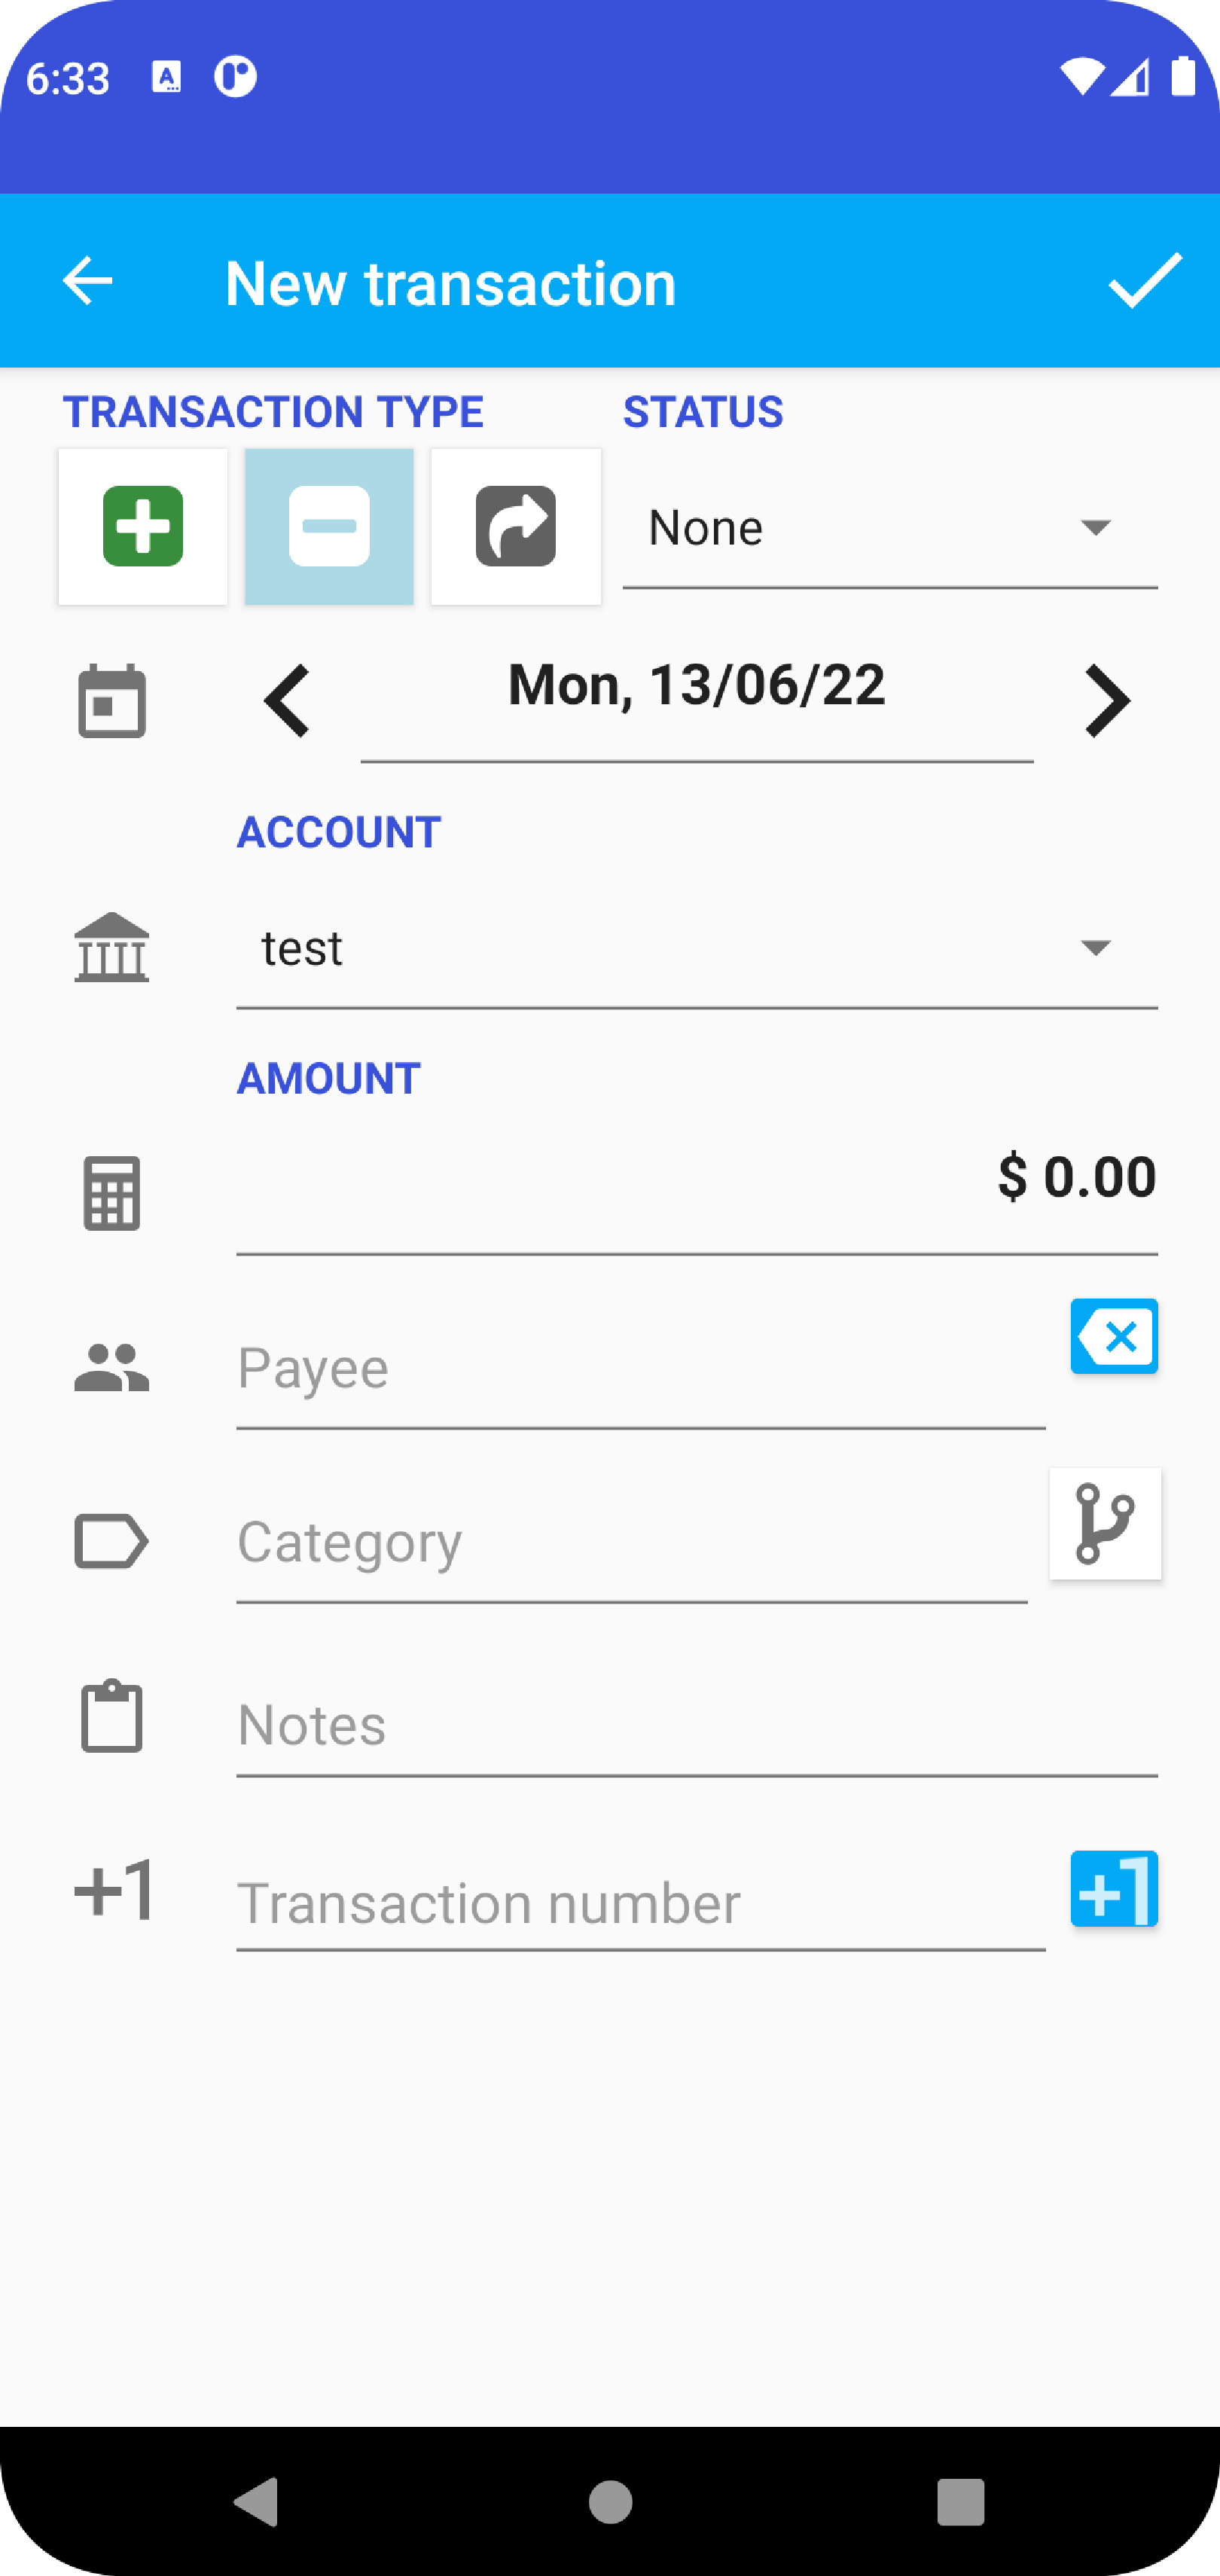 6:33
New transaction
TRANSACTION TYPE
STATUS
None
Mon, 13/06/22
ACCOUNT
test
AMOUNT
$ 0.00
Payee
Category
Notes
+1 Transaction number +1